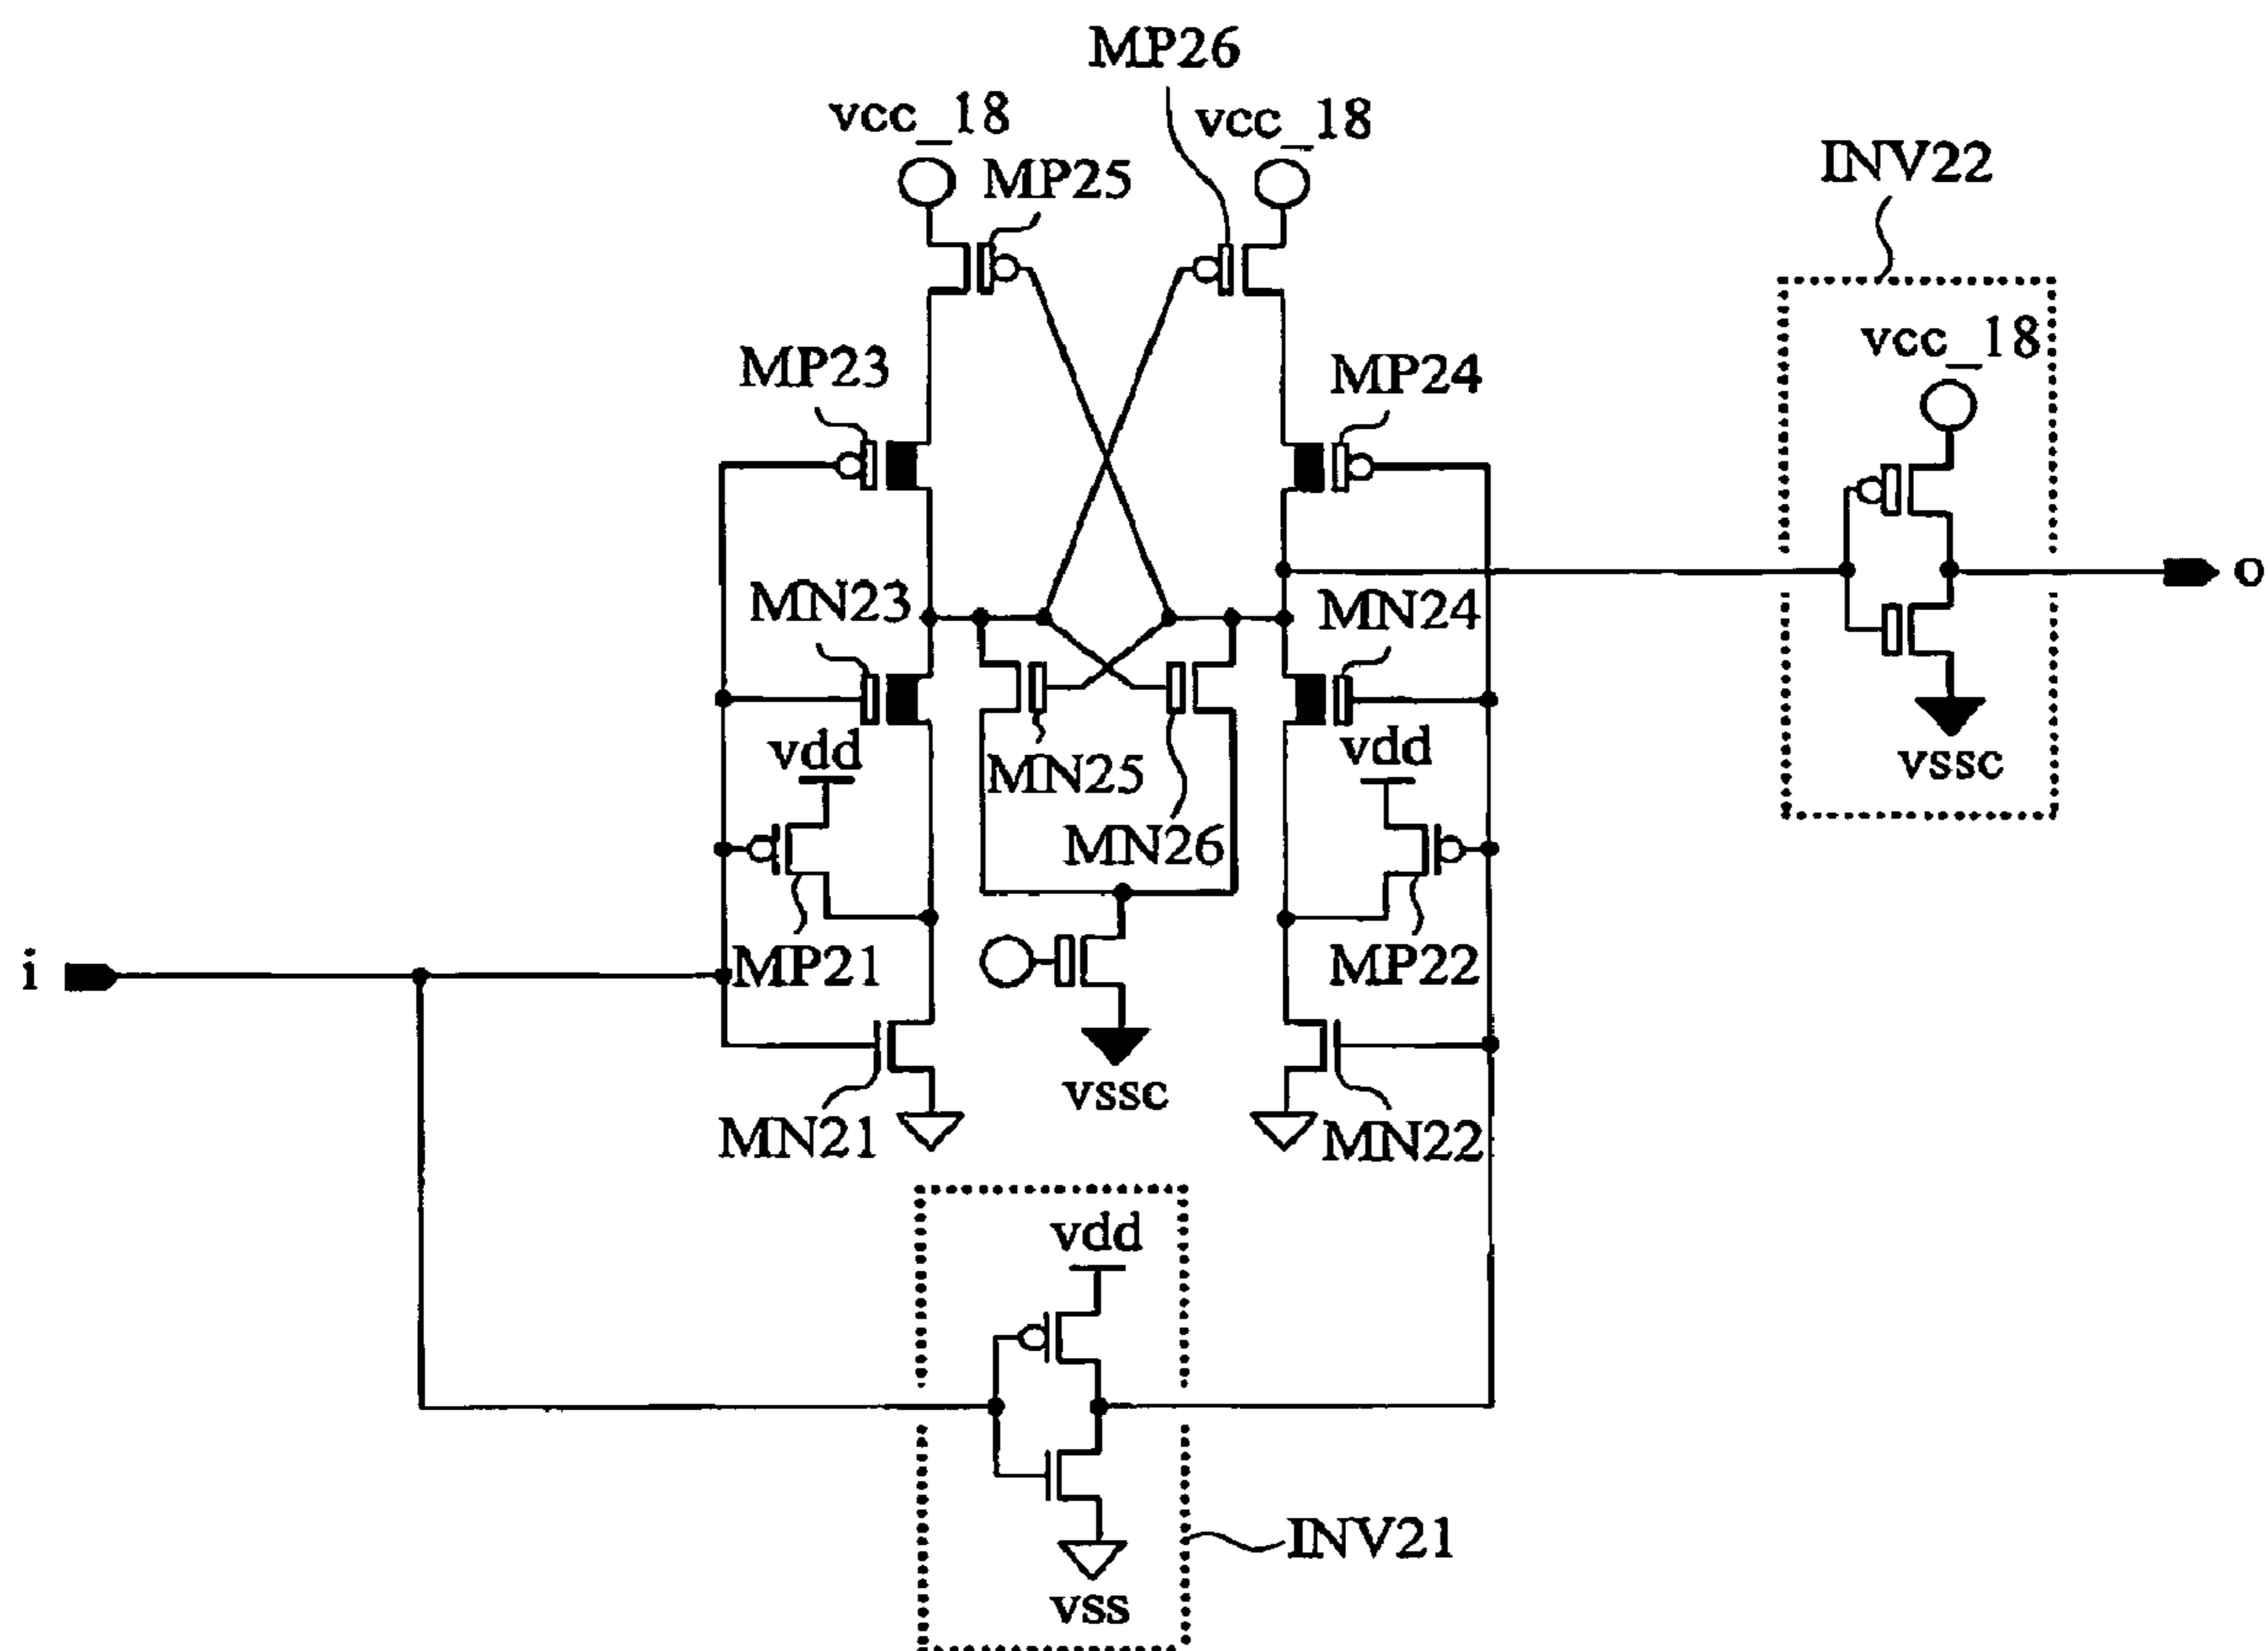 MP26
vcc_18
vcc_18
MP25
INV22
vcc_18
MP23
MP24
MN23
MN24
o
vdd
vdd
MN25
vssc
MN26
i
MP21
MP22
vssc
MN21
MN22
vdd
INV21
vss